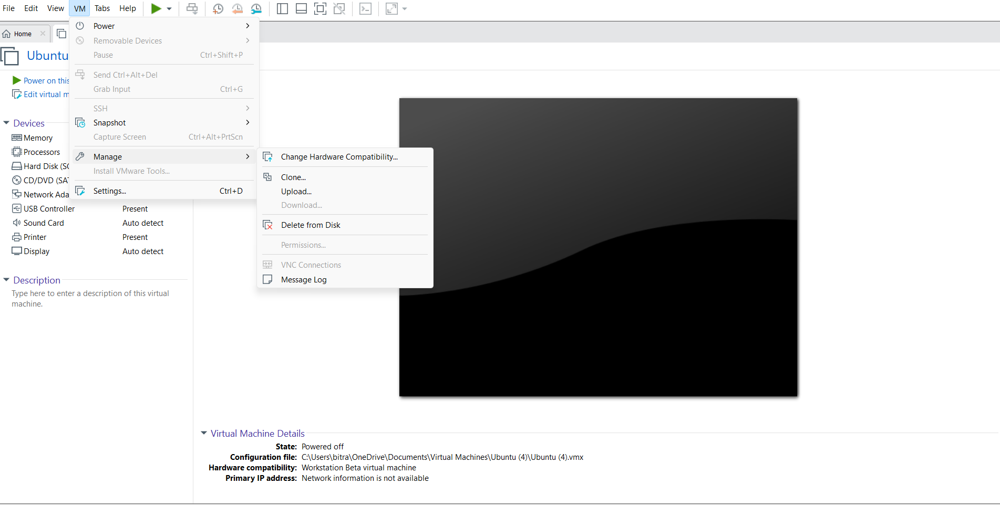 File Edit View VM Tabs Help
Home
Ubuntu
Power on this
Edit virtual m
Power
Removable Devices
Pause Ctrl+Shift+P
Send Ctrl+Alt+Del
Grab Input Ctrl+G
SSH
Snapshot
Capture Screen Ctrl+Alt+PrtScn
Manage
Install VMware Tools...
Settings... Ctrl+D
Change Hardware Compatibility...
Clone...
Upload...
Download...
Delete from Disk
Permissions...
VNC Connections
Message Log
Devices
Memory
Processors
Hard Disk (SC
CD/DVD (SAT
Network Ada
USB Controller Present
Sound Card Auto detect
Printer Present
Display Auto detect
Description
Type here to enter a description of this virtual
machine.
Virtual Machine Details
State: Powered off
Configuration file: C:\Users\bitra\OneDrive\Documents\Virtual Machines\Ubuntu (4)\Ubuntu (4).vmx
Hardware compatibility: Workstation Beta virtual machine
Primary IP address: Network information is not available